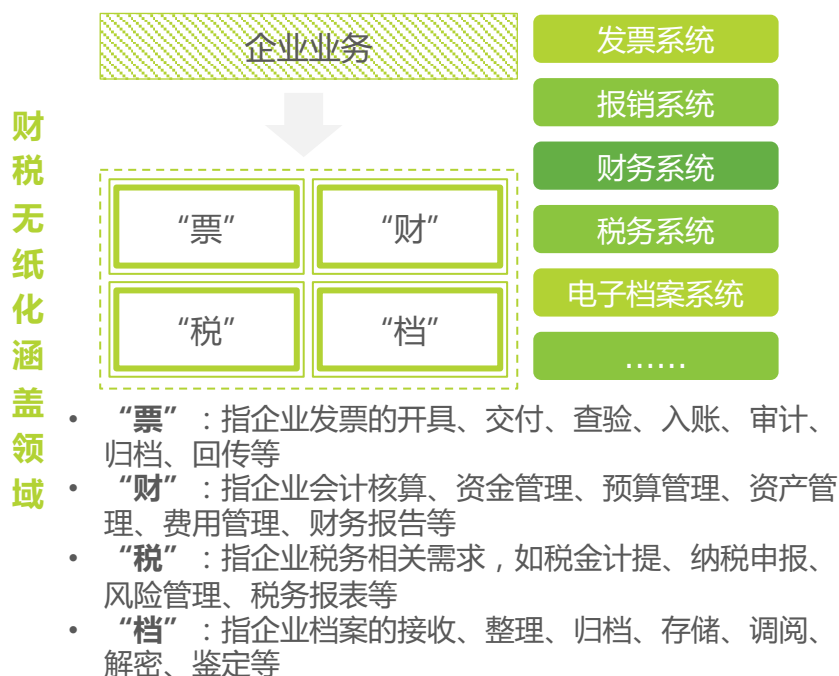 财税无纸化涵盖领域
企业业务
“票”
“财”
“税”
“档”
发票系统
报销系统
财务系统
税务系统
电子档案系统
……
• “票”：指企业发票的开具、交付、查验、入账、审计、
归档、回传等
• “财”：指企业会计核算、资金管理、预算管理、资产管
理、费用管理、财务报告等
• “税”：指企业税务相关需求，如税金计提、纳税申报、
风险管理、税务报表等
• “档”：指企业档案的接收、整理、归档、存储、调阅、
解密、鉴定等